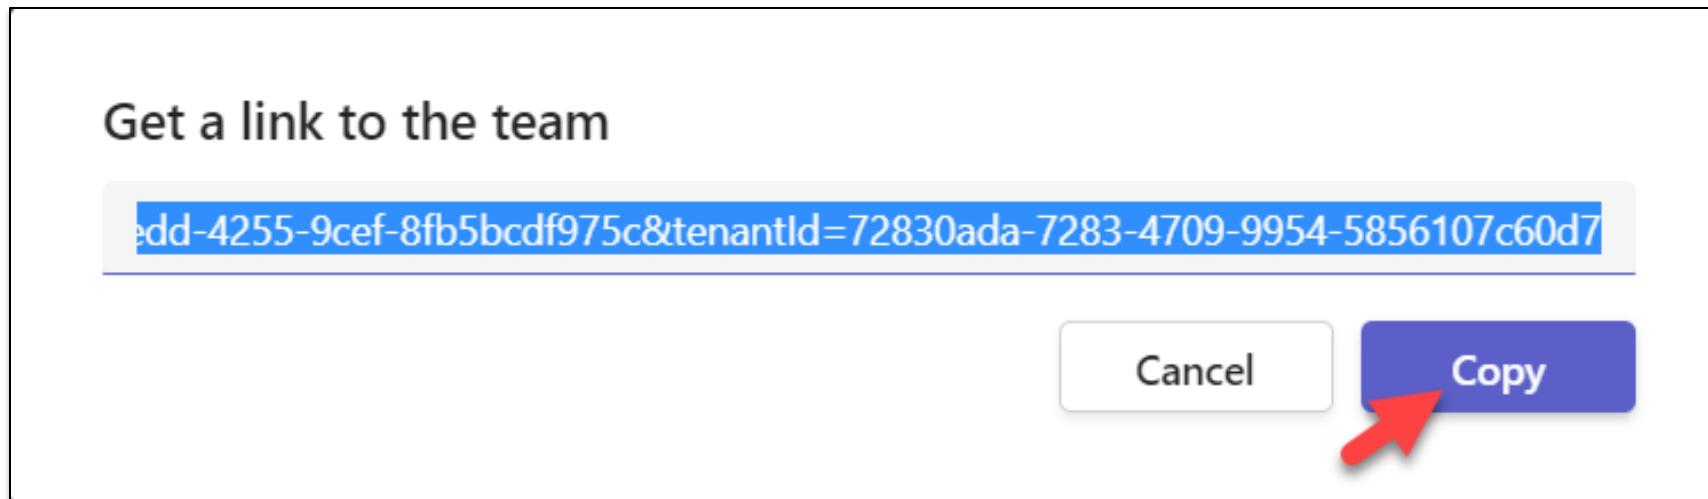 Get a link to the team
edd-4255-9cef-8fb5bcdf975c&tenantId=72830ada-7283-4709-9954-5856107c60d7
Cancel
Copy